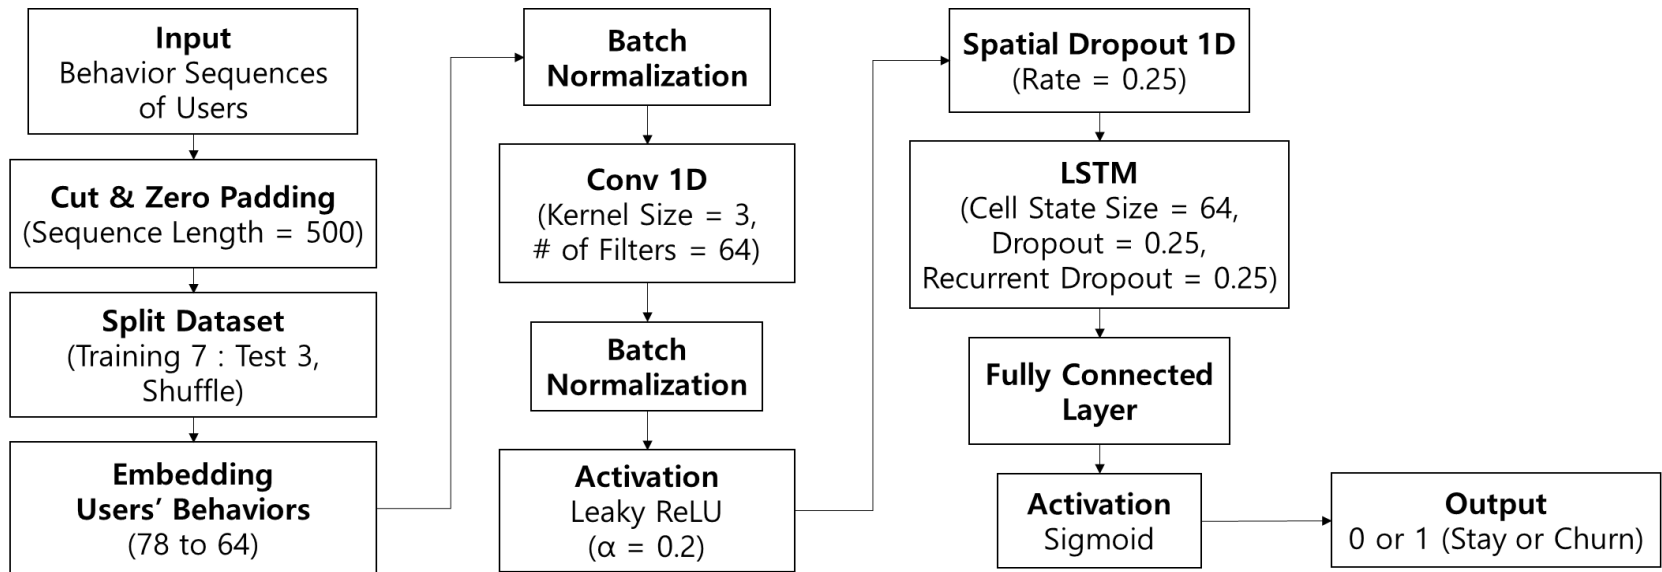 Input
Behavior Sequences
of Users
Cut & Zero Padding
(Sequence Length = 500)
Split Dataset
(Training 7 : Test 3,
Shuffle)
Embedding
Users’ Behaviors
(78 to 64)
Batch
Normalization
Conv 1D
(Kernel Size = 3,
# of Filters = 64)
Batch
Normalization
Activation
Leaky ReLU
(α = 0.2)
Spatial Dropout 1D
(Rate = 0.25)
LSTM
(Cell State Size = 64,
Dropout = 0.25,
Recurrent Dropout = 0.25)
Fully Connected
Layer
Activation
Sigmoid
Output
0 or 1 (Stay or Churn)